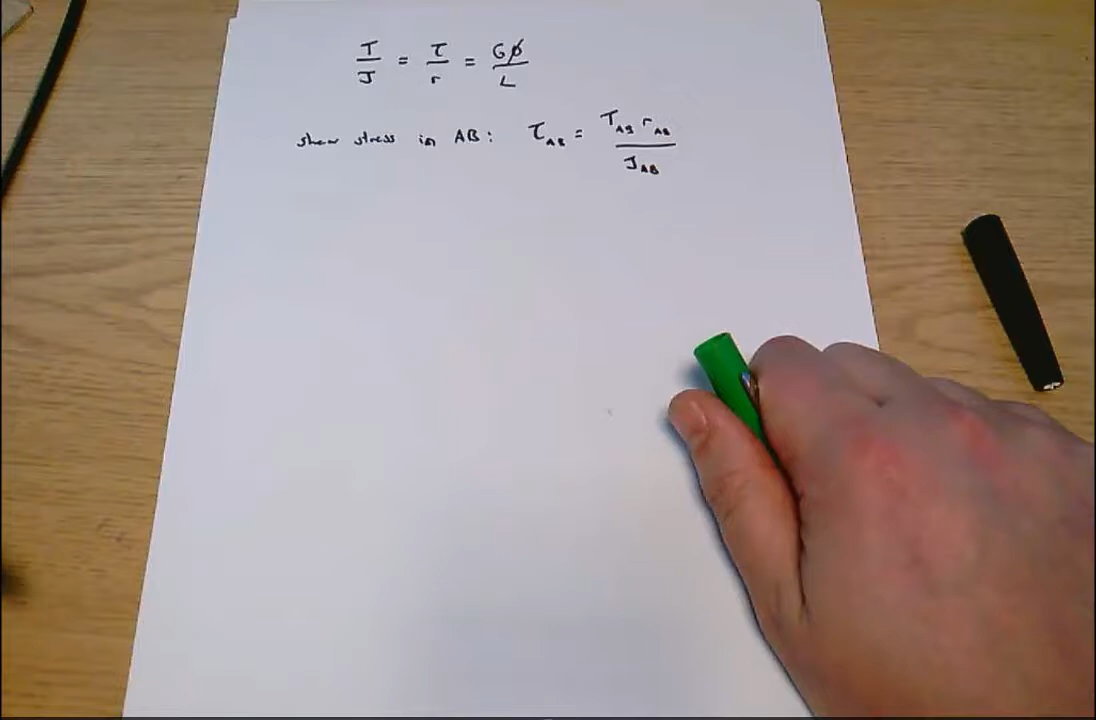 T/J = τ/r = Gϕ/L
shear stress in AB: τ_AB = T_AB r_AB / J_AB